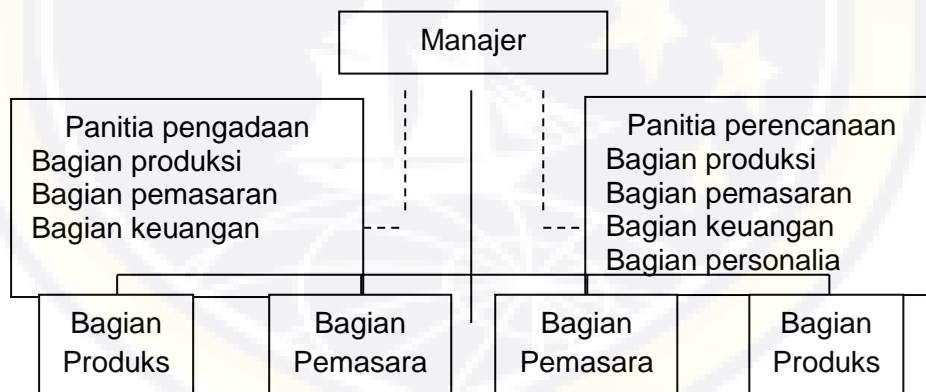 Manajer
Panitia pengadaan
Bagian produksi
Bagian pemasaran
Bagian keuangan
Panitia perencanaan
Bagian produksi
Bagian pemasaran
Bagian keuangan
Bagian personalia
Bagian
Produks
Bagian
Pemasara
Bagian
Pemasara
Bagian
Produks